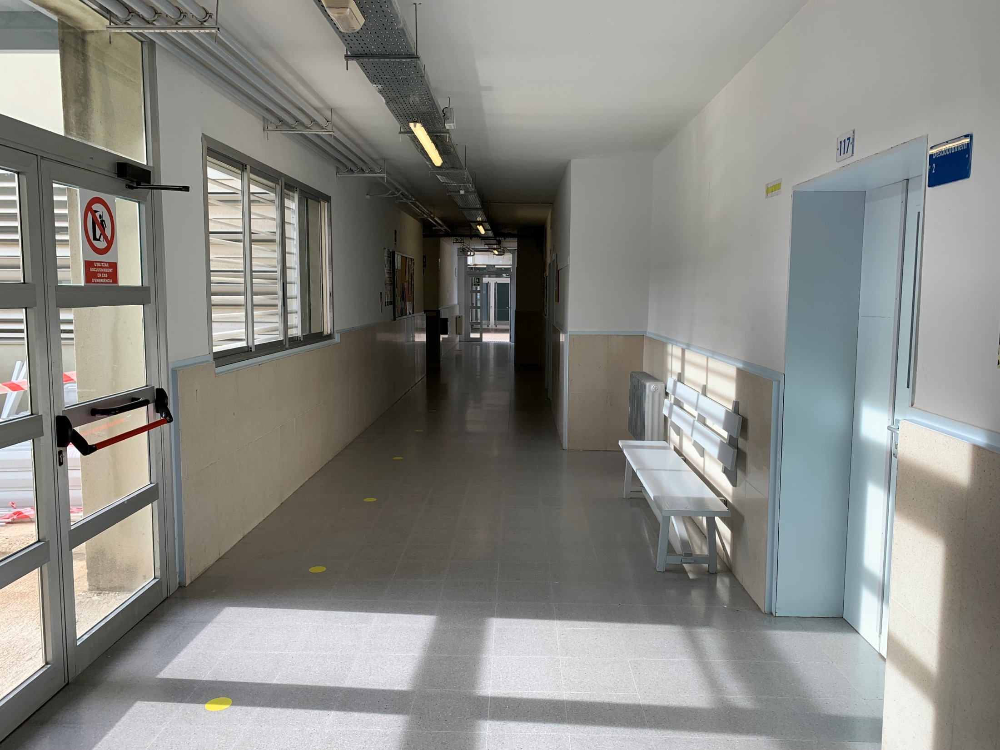 UTILITZAR
EXCLUSIVAMENT
EN CAS
D'EMERGÈNCIA
117
Desdoblament
2